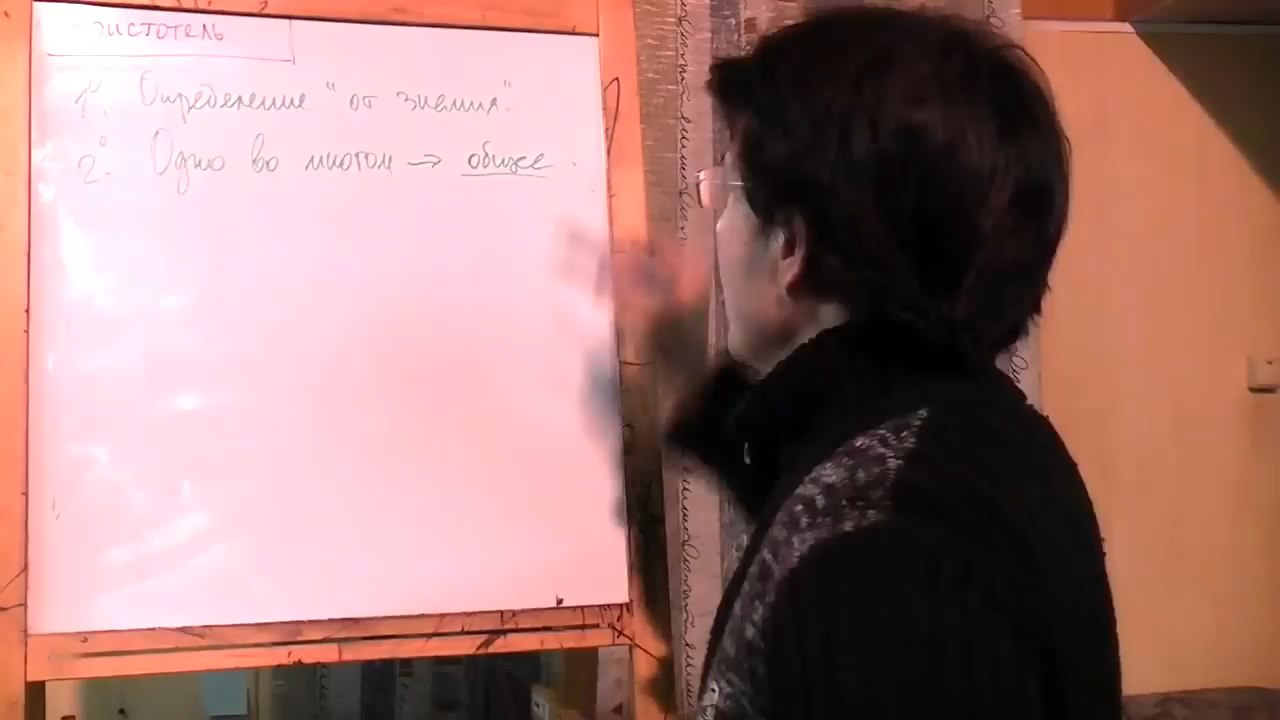 ристотель
1°. Определение "от знания".
2°. Одно во многом → общее.